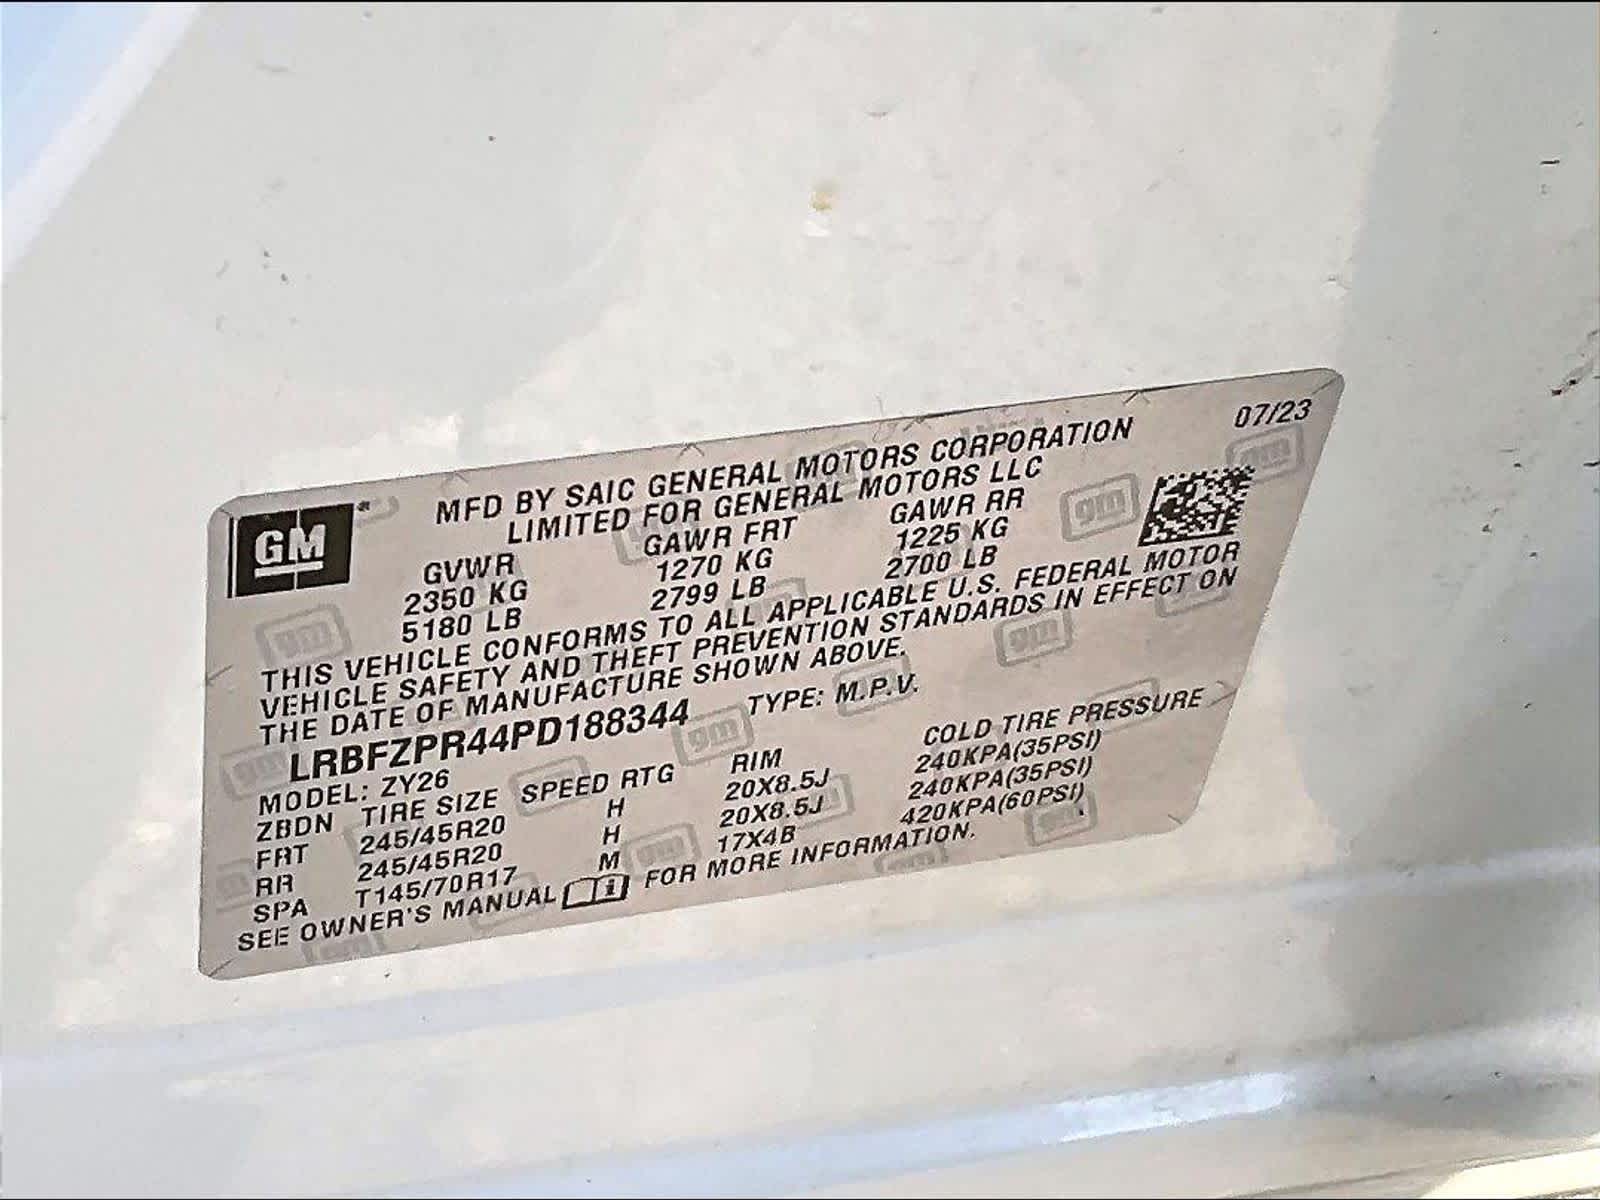 07/23
GM
MFD BY SAIC GENERAL MOTORS CORPORATION
LIMITED FOR GENERAL MOTORS LLC
GVWR GAWR FRT GAWR RR
2350 KG 1270 KG 1225 KG
5180 LB 2799 LB 2700 LB
THIS VEHICLE CONFORMS TO ALL APPLICABLE U.S. FEDERAL MOTOR
VEHICLE SAFETY AND THEFT PREVENTION STANDARDS IN EFFECT ON
THE DATE OF MANUFACTURE SHOWN ABOVE.
LRBFZPR44PD188344 TYPE: M.P.V.
MODEL: ZY26
ZBDN TIRE SIZE SPEED RTG RIM COLD TIRE PRESSURE
FRT 245/45R20 H 20X8.5J 240KPA(35PSI)
RR 245/45R20 H 20X8.5J 240KPA(35PSI)
SPA T145/70R17 M 17X4B 420KPA(60PSI)
SEE OWNER'S MANUAL FOR MORE INFORMATION.